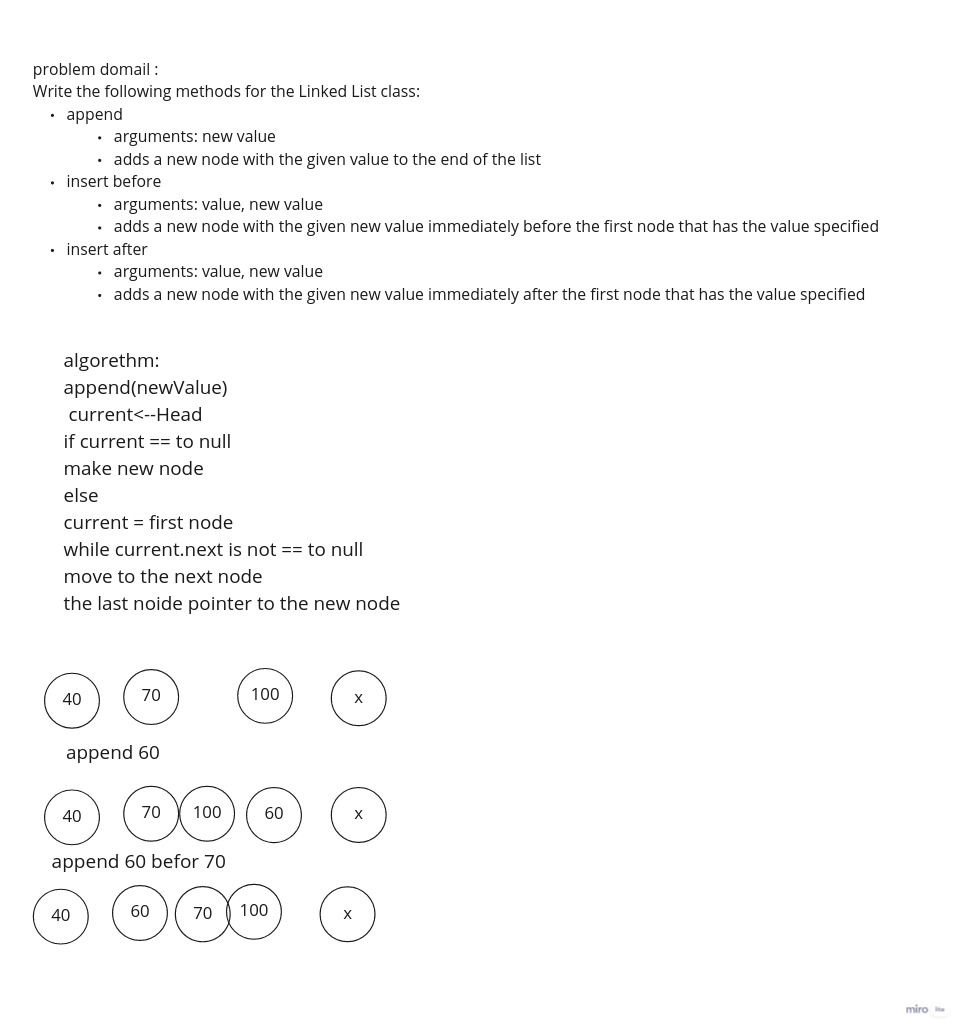 problem domail :
Write the following methods for the Linked List class:
• append
• arguments: new value
• adds a new node with the given value to the end of the list
• insert before
• arguments: value, new value
• adds a new node with the given new value immediately before the first node that has the value specified
• insert after
• arguments: value, new value
• adds a new node with the given new value immediately after the first node that has the value specified
algorethm:
append(newValue)
current<--Head
if current == to null
make new node
else
current = first node
while current.next is not == to null
move to the next node
the last noide pointer to the new node
40 70 100 x
append 60
40 70 100 60 x
append 60 befor 70
40 60 70 100 x
miro